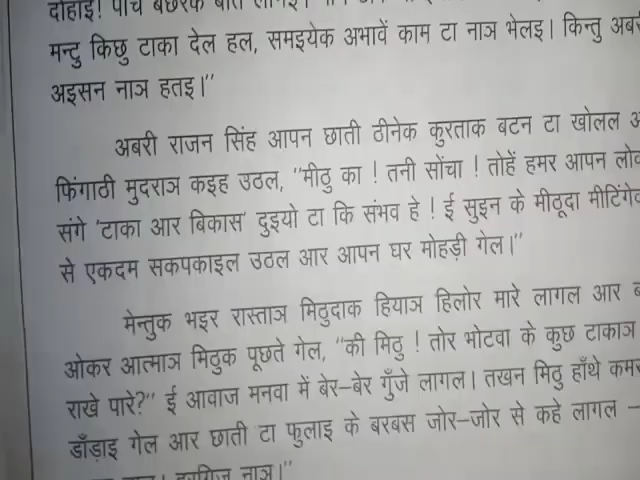 दोहाई! पाँच बछरक बात
मन्टु किछु टाका देल हल, समइयेक अभावें काम टा नाञ भेलइ। किन्तु
अइसन नाञ हतइ।”
अबरी राजन सिंह आपन छाती ठीनेक कुरताक बटन टा खोलल
फिंगाठी मुदराञ कइह उठल, “मीठु का ! तनी सोंचा ! तोहें हमर आपन
संगे ‘टाका आर बिकास’ दुइयो टा कि संभव हे ! ई सुइन के मीठूदा
से एकदम सकपकाइल उठल आर आपन घर मोहड़ी गेल।”
मेन्तुक भइर रास्ताञ मिठुदाक हियाञ हिलोर मारे लागल आर
ओकर आत्माञ मिठुक पूछते गेल, “की मिठु ! तोर भोटवा के कुछ टाकाञ
राखे पारे?” ई आवाज मनवा में बेर-बेर गुँजे लागल। तखन मिठु हाँथे
डाँड़ाइ गेल आर छाती टा फुलाइ के बरबस जोर-जोर से कहे लागल –
नाञ।”